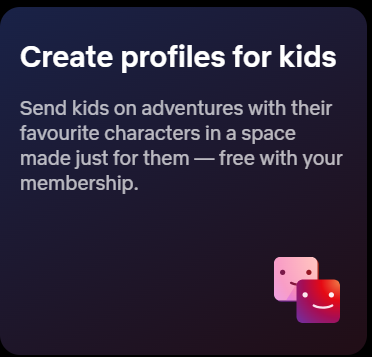 Create profiles for kids
Send kids on adventures with their
favourite characters in a space
made just for them — free with your
membership.